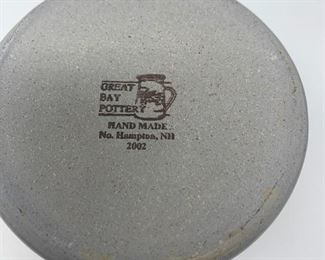 GREAT
BAY
POTTERY
HAND MADE
No. Hampton, NH
2002